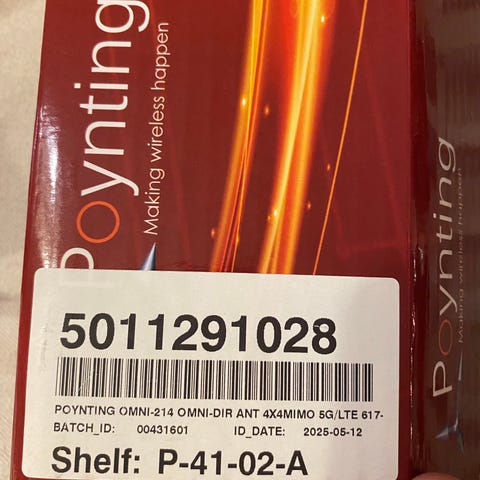 Poynting
Making wireless happen
Poynting
Making wireless happen
5011291028
POYNTING OMNI-214 OMNI-DIR ANT 4X4MIMO 5G/LTE 617-
BATCH_ID: 00431601 ID_DATE: 2025-05-12
Shelf: P-41-02-A